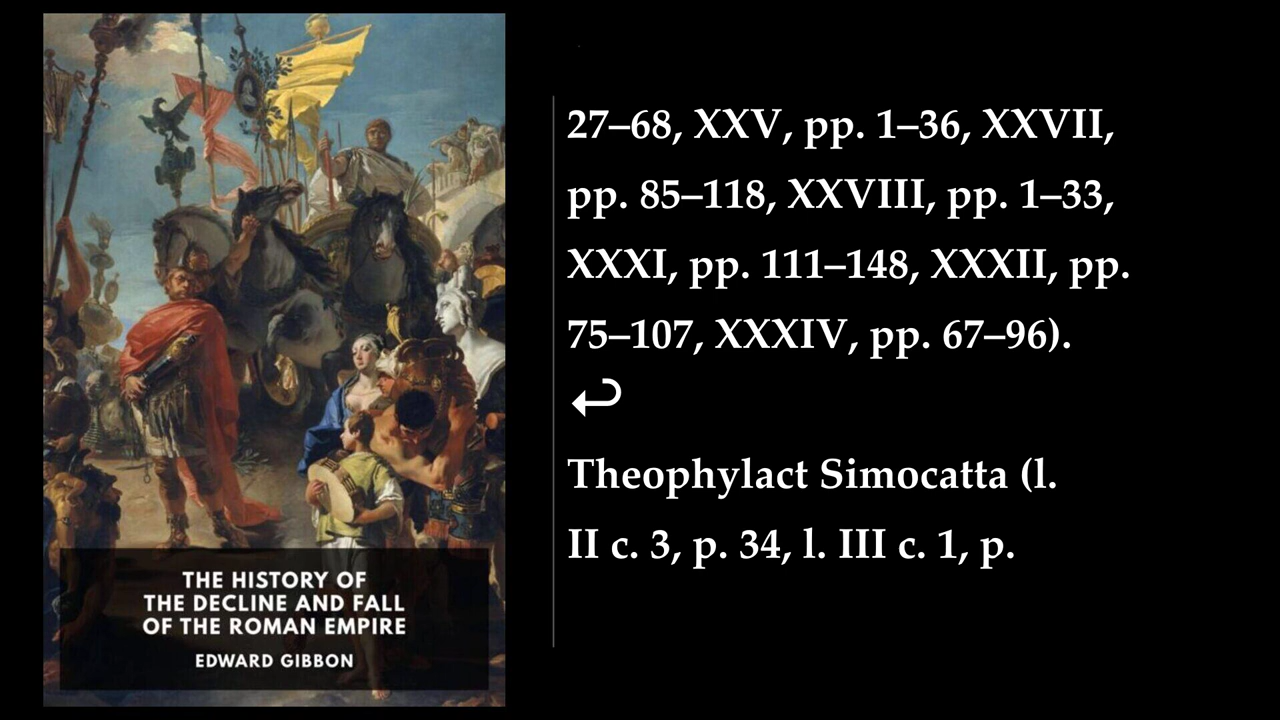 THE HISTORY OF
THE DECLINE AND FALL
OF THE ROMAN EMPIRE
EDWARD GIBBON
27–68, XXV, pp. 1–36, XXVII,
pp. 85–118, XXVIII, pp. 1–33,
XXXI, pp. 111–148, XXXII, pp.
75–107, XXXIV, pp. 67–96).
↩
Theophylact Simocatta (l.
II c. 3, p. 34, l. III c. 1, p.